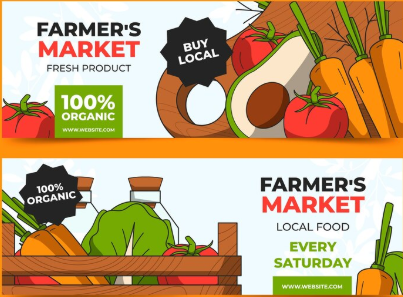 FARMER'S
MARKET
FRESH PRODUCT
BUY
LOCAL
100%
ORGANIC
WWW.WEBSITE.COM
100%
ORGANIC
FARMER'S
MARKET
LOCAL FOOD
EVERY
SATURDAY
WWW.WEBSITE.COM